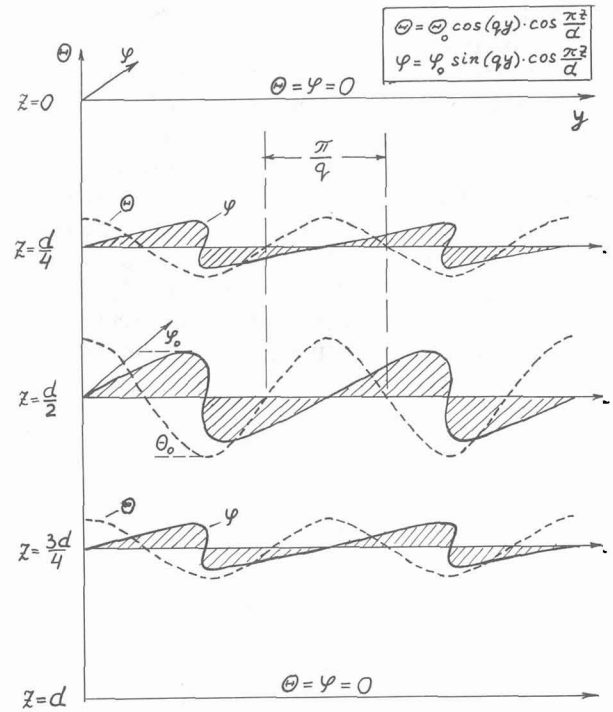 Θ = Θ₀ cos(qy)·cos πz/d
φ = φ₀ sin(qy)·cos πz/d
Θ
φ
Θ = φ = 0
z=0
y
π/q
Θ
φ
z=d/4
φ₀
z=d/2
Θ₀
Θ
φ
z=3d/4
Θ = φ = 0
z=d